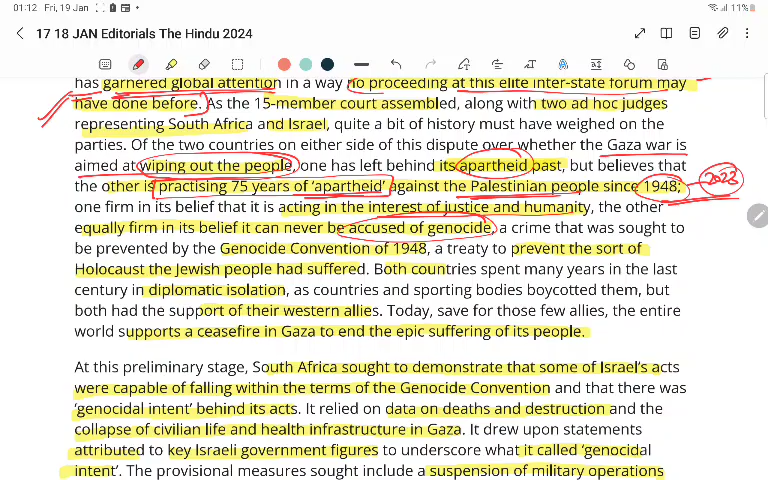 01:12 Fri, 19 Jan 11%
17 18 JAN Editorials The Hindu 2024
has garnered global attention in a way no proceeding at this elite inter-state forum may
have done before. As the 15-member court assembled, along with two ad hoc judges
representing South Africa and Israel, quite a bit of history must have weighed on the
parties. Of the two countries on either side of this dispute over whether the Gaza war is
aimed at wiping out the people, one has left behind its apartheid past, but believes that
the other is practising 75 years of ‘apartheid’ against the Palestinian people since 1948; 2023
one firm in its belief that it is acting in the interest of justice and humanity, the other
equally firm in its belief it can never be accused of genocide, a crime that was sought to
be prevented by the Genocide Convention of 1948, a treaty to prevent the sort of
Holocaust the Jewish people had suffered. Both countries spent many years in the last
century in diplomatic isolation, as countries and sporting bodies boycotted them, but
both had the support of their western allies. Today, save for those few allies, the entire
world supports a ceasefire in Gaza to end the epic suffering of its people.
At this preliminary stage, South Africa sought to demonstrate that some of Israel’s acts
were capable of falling within the terms of the Genocide Convention and that there was
‘genocidal intent’ behind its acts. It relied on data on deaths and destruction and the
collapse of civilian life and health infrastructure in Gaza. It drew upon statements
attributed to key Israeli government figures to underscore what it called ‘genocidal
intent’. The provisional measures sought include a suspension of military operations